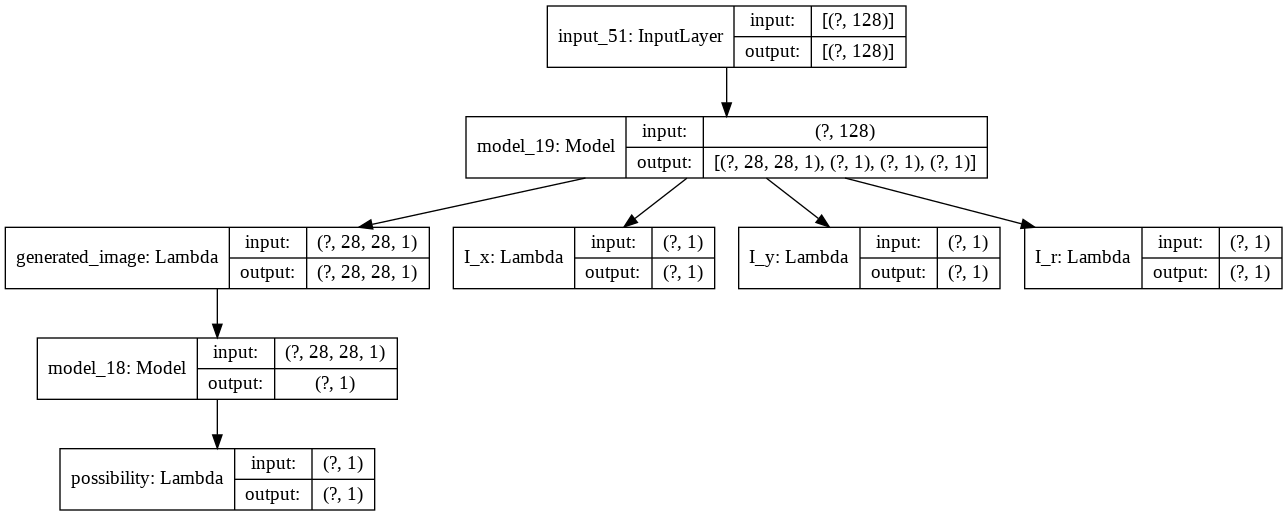 input_51: InputLayer
input:
[(?, 128)]
output:
[(?, 128)]
model_19: Model
input:
(?, 128)
output:
[(?, 28, 28, 1), (?, 1), (?, 1), (?, 1)]
generated_image: Lambda
input:
(?, 28, 28, 1)
output:
(?, 28, 28, 1)
I_x: Lambda
input:
(?, 1)
output:
(?, 1)
I_y: Lambda
input:
(?, 1)
output:
(?, 1)
I_r: Lambda
input:
(?, 1)
output:
(?, 1)
model_18: Model
input:
(?, 28, 28, 1)
output:
(?, 1)
possibility: Lambda
input:
(?, 1)
output:
(?, 1)